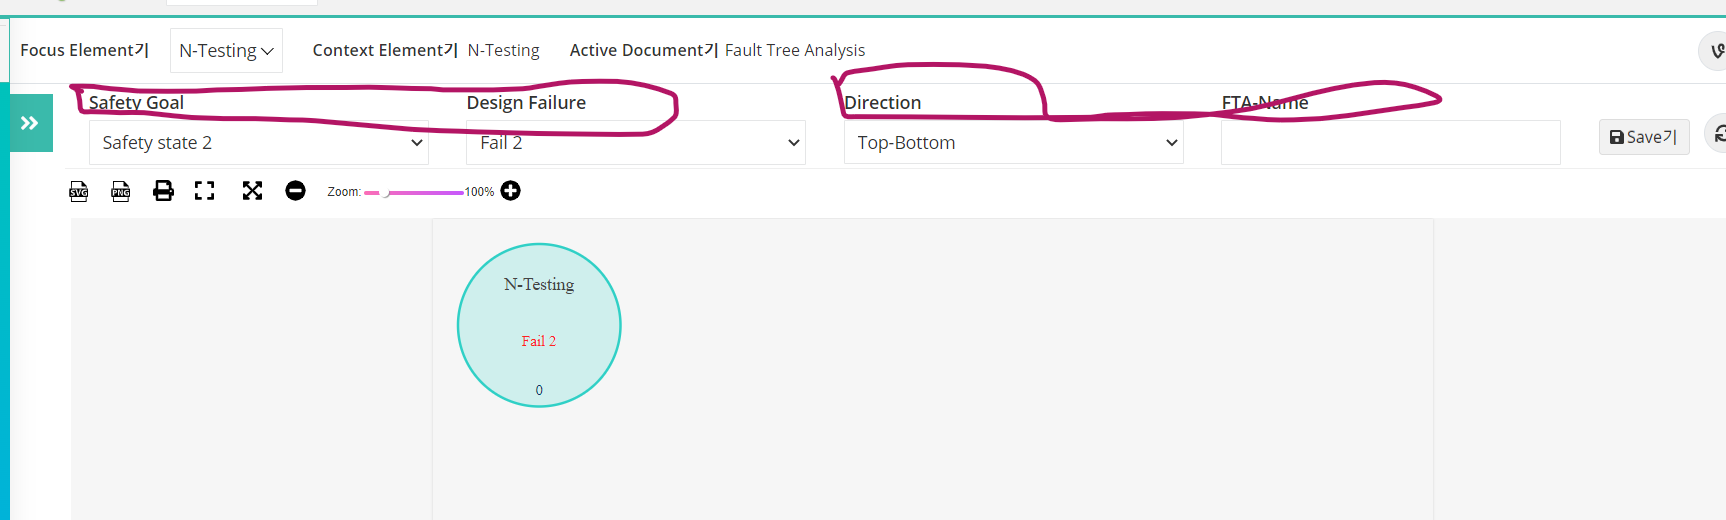 Focus Element기 N-Testing Context Element기 N-Testing Active Document기 Fault Tree Analysis
Safety Goal Design Failure Direction FTA-Name
Safety state 2 Fail 2 Top-Bottom Save기
SVG PNG Zoom: 100%
N-Testing
Fail 2
0